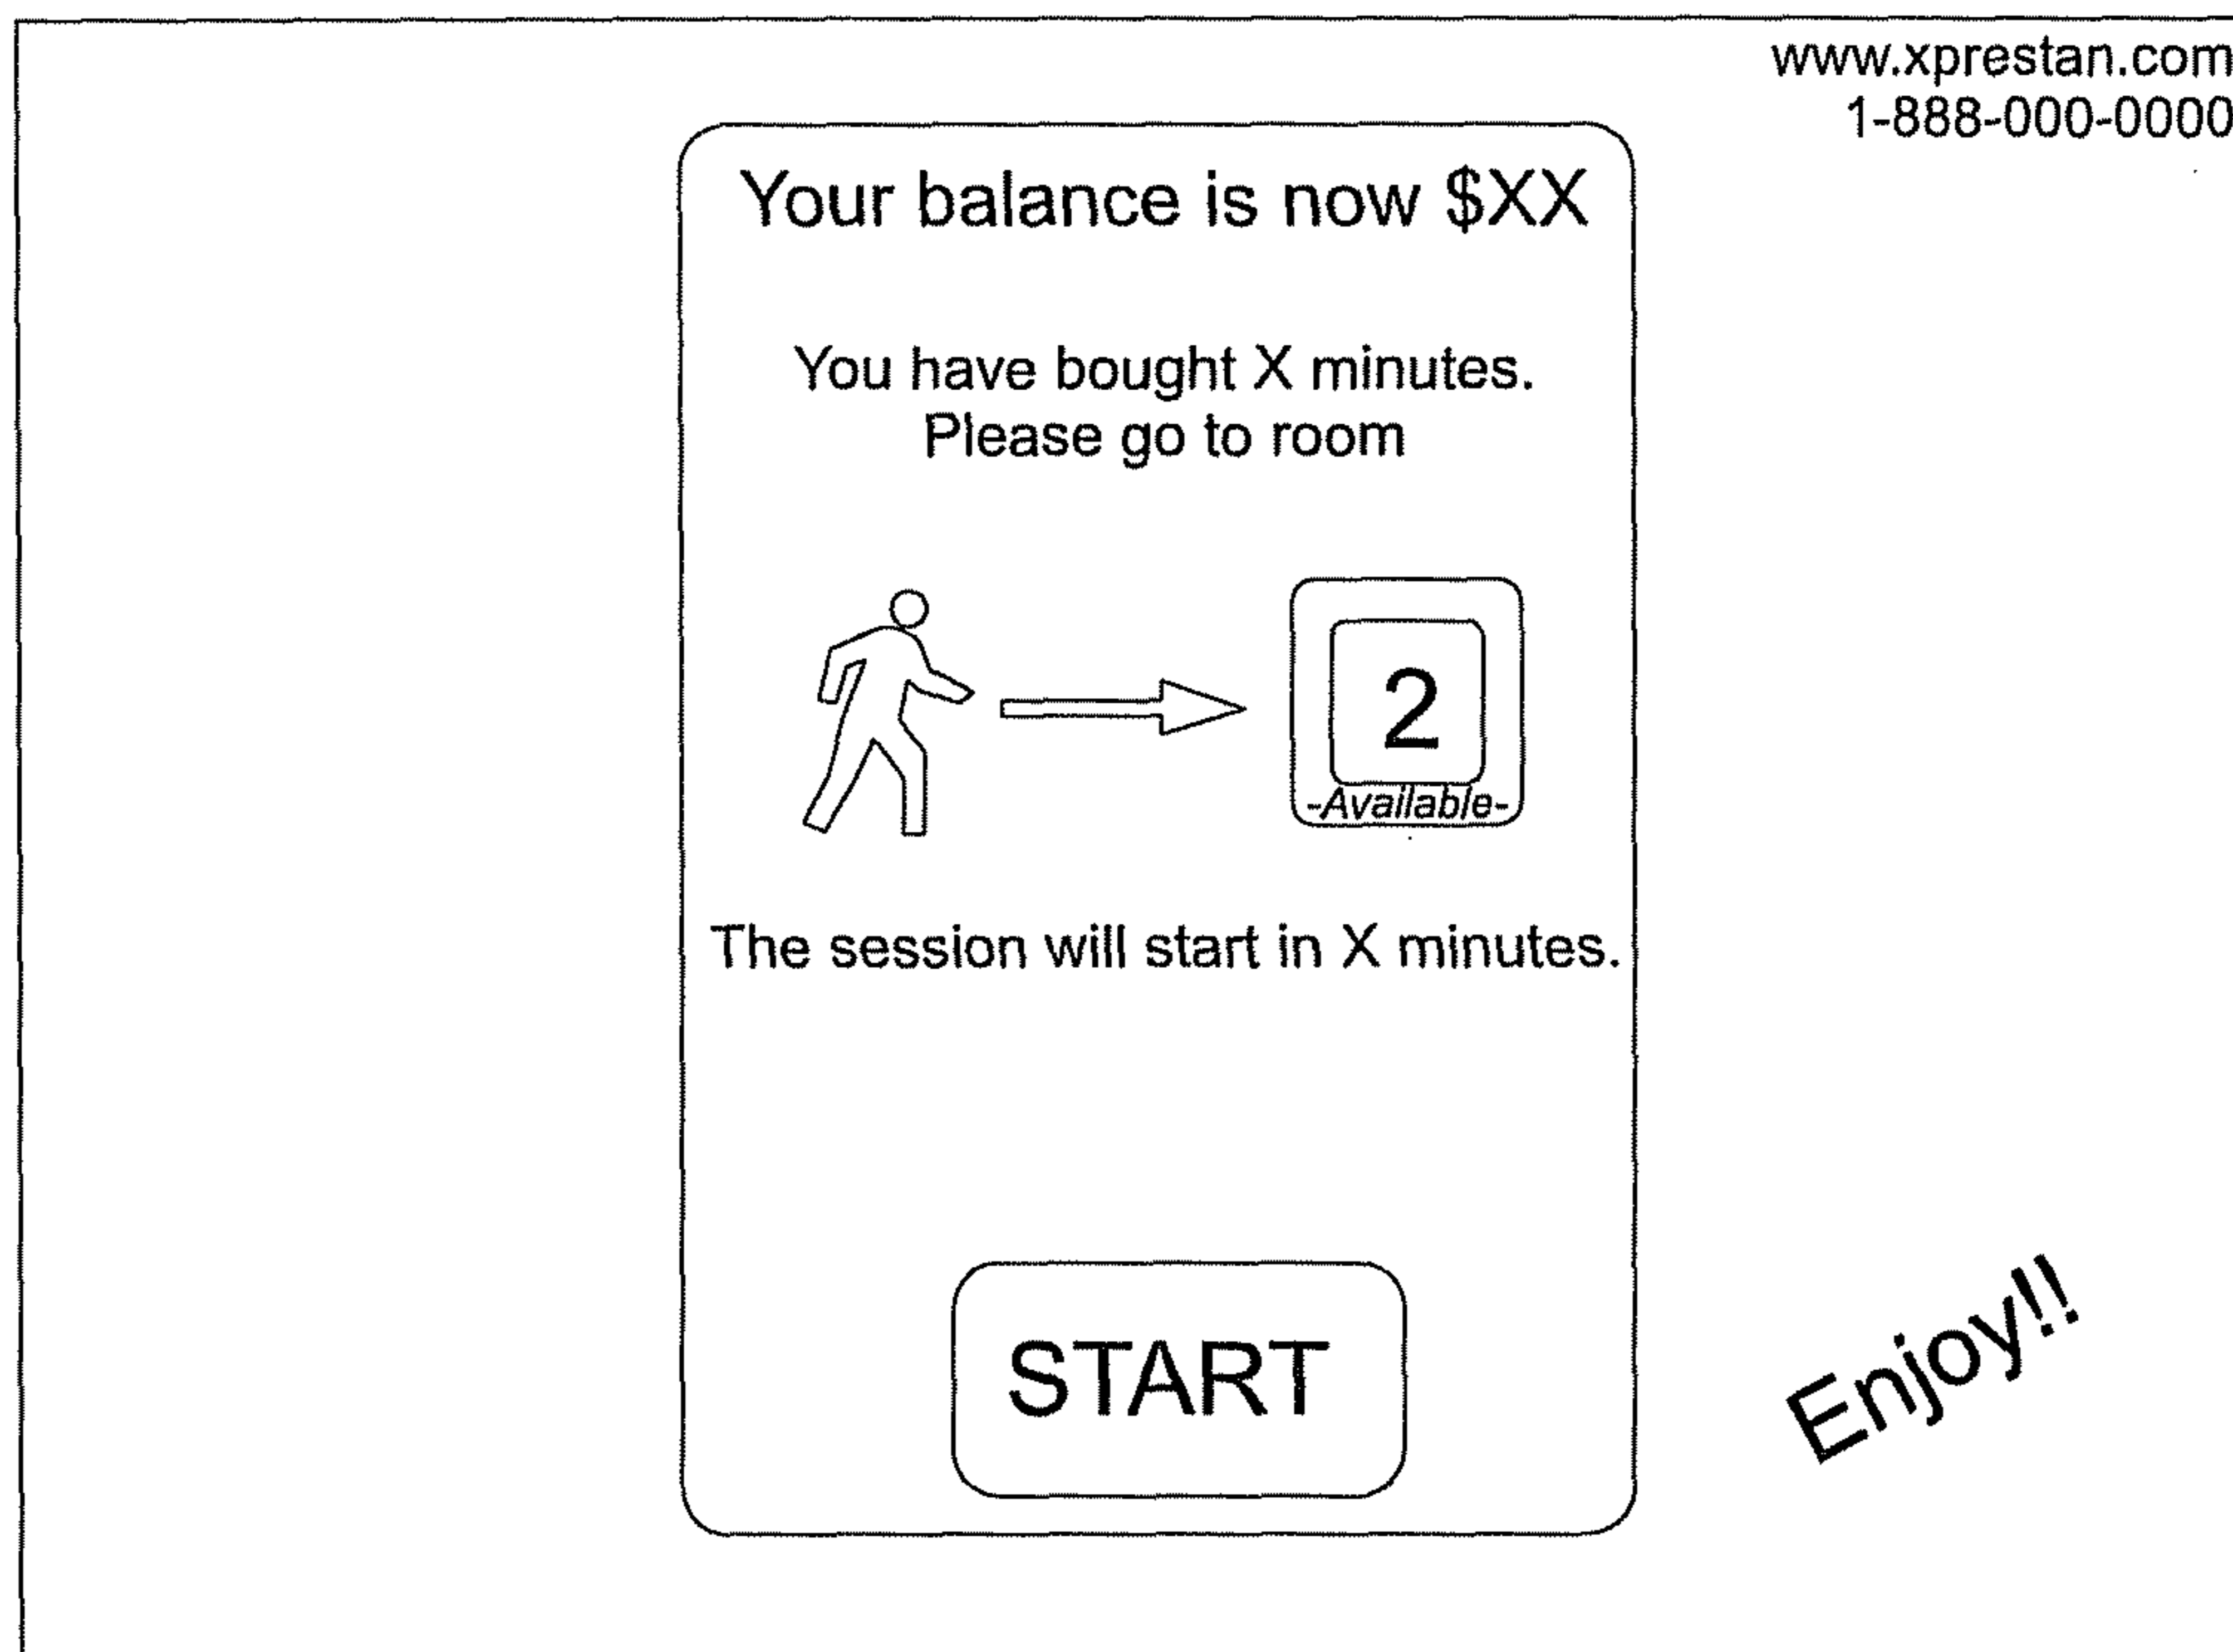 www.xprestan.com
1-888-000-0000
Your balance is now $XX
You have bought X minutes.
Please go to room
2
-Available-
The session will start in X minutes.
START
Enjoy!!